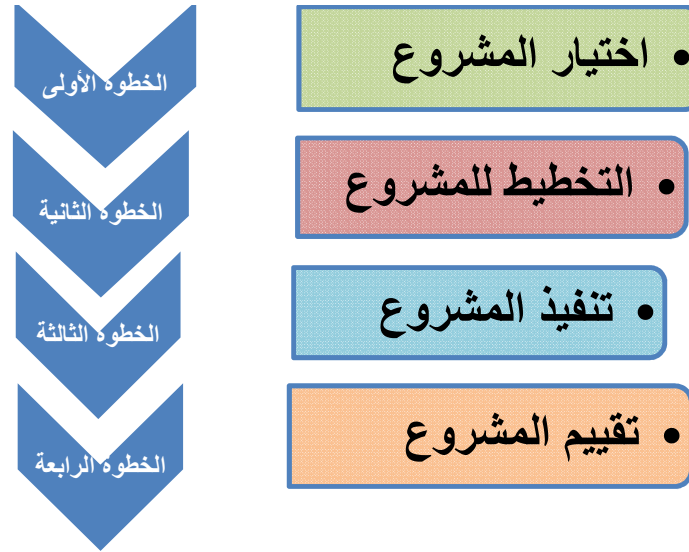 الخطوة الأولى
• اختيار المشروع
الخطوة الثانية
• التخطيط للمشروع
الخطوة الثالثة
• تنفيذ المشروع
الخطوة الرابعة
• تقييم المشروع